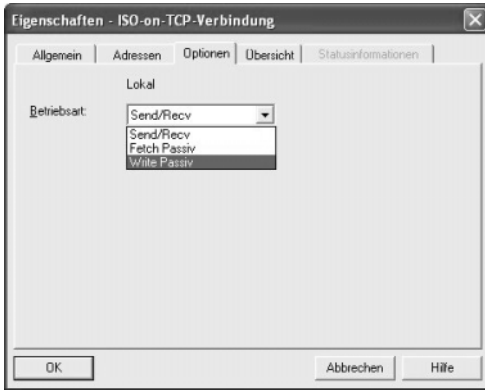 Eigenschaften - ISO-on-TCP-Verbindung
Allgemein Adressen Optionen Übersicht Statusinformationen
Lokal
Betriebsart: Send/Recv
Send/Recv
Fetch Passiv
Write Passiv
OK Abbrechen Hilfe